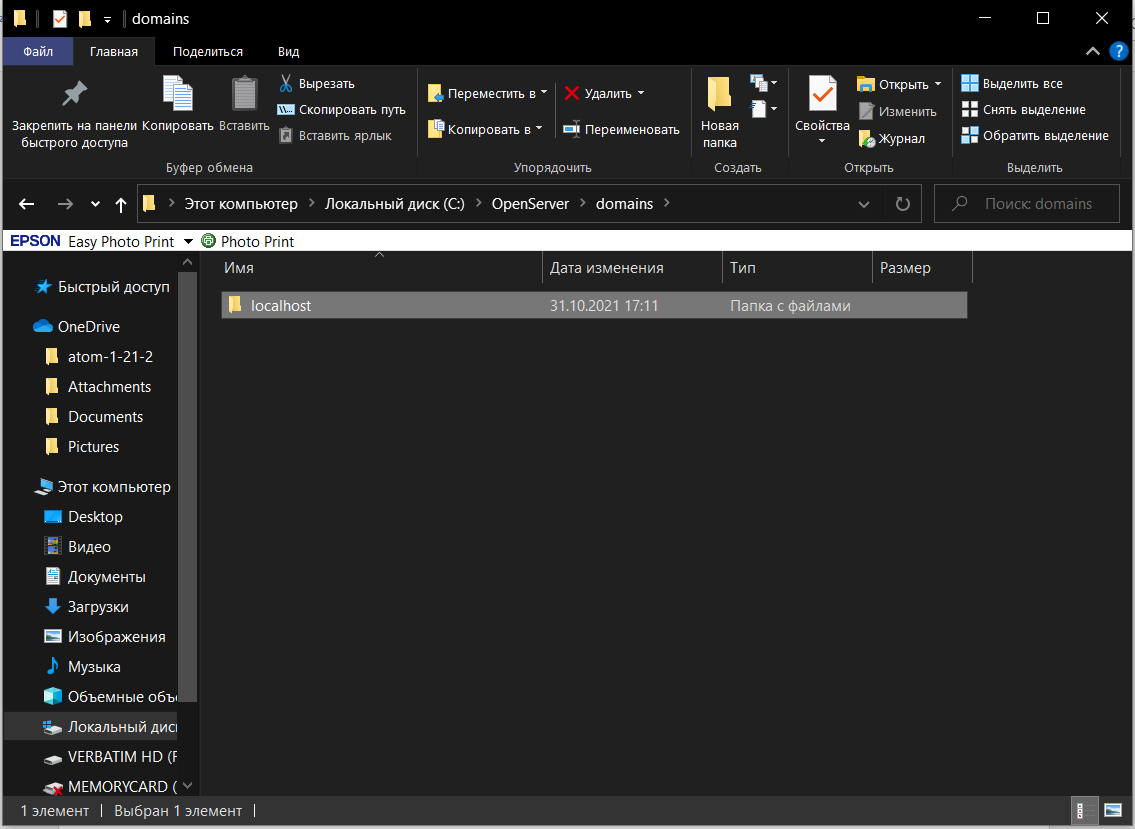 domains
Файл Главная Поделиться Вид
Закрепить на панели быстрого доступа
Копировать
Вставить
Вырезать
Скопировать путь
Вставить ярлык
Буфер обмена
Переместить в
Копировать в
Удалить
Переименовать
Упорядочить
Новая папка
Создать
Свойства
Открыть
Изменить
Журнал
Открыть
Выделить все
Снять выделение
Обратить выделение
Выделить
Этот компьютер > Локальный диск (C:) > OpenServer > domains >
Поиск: domains
EPSON Easy Photo Print Photo Print
Имя Дата изменения Тип Размер
localhost 31.10.2021 17:11 Папка с файлами
Быстрый доступ
OneDrive
atom-1-21-2
Attachments
Documents
Pictures
Этот компьютер
Desktop
Видео
Документы
Загрузки
Изображения
Музыка
Объемные объе
Локальный дис
VERBATIM HD (F
MEMORYCARD (
1 элемент Выбран 1 элемент